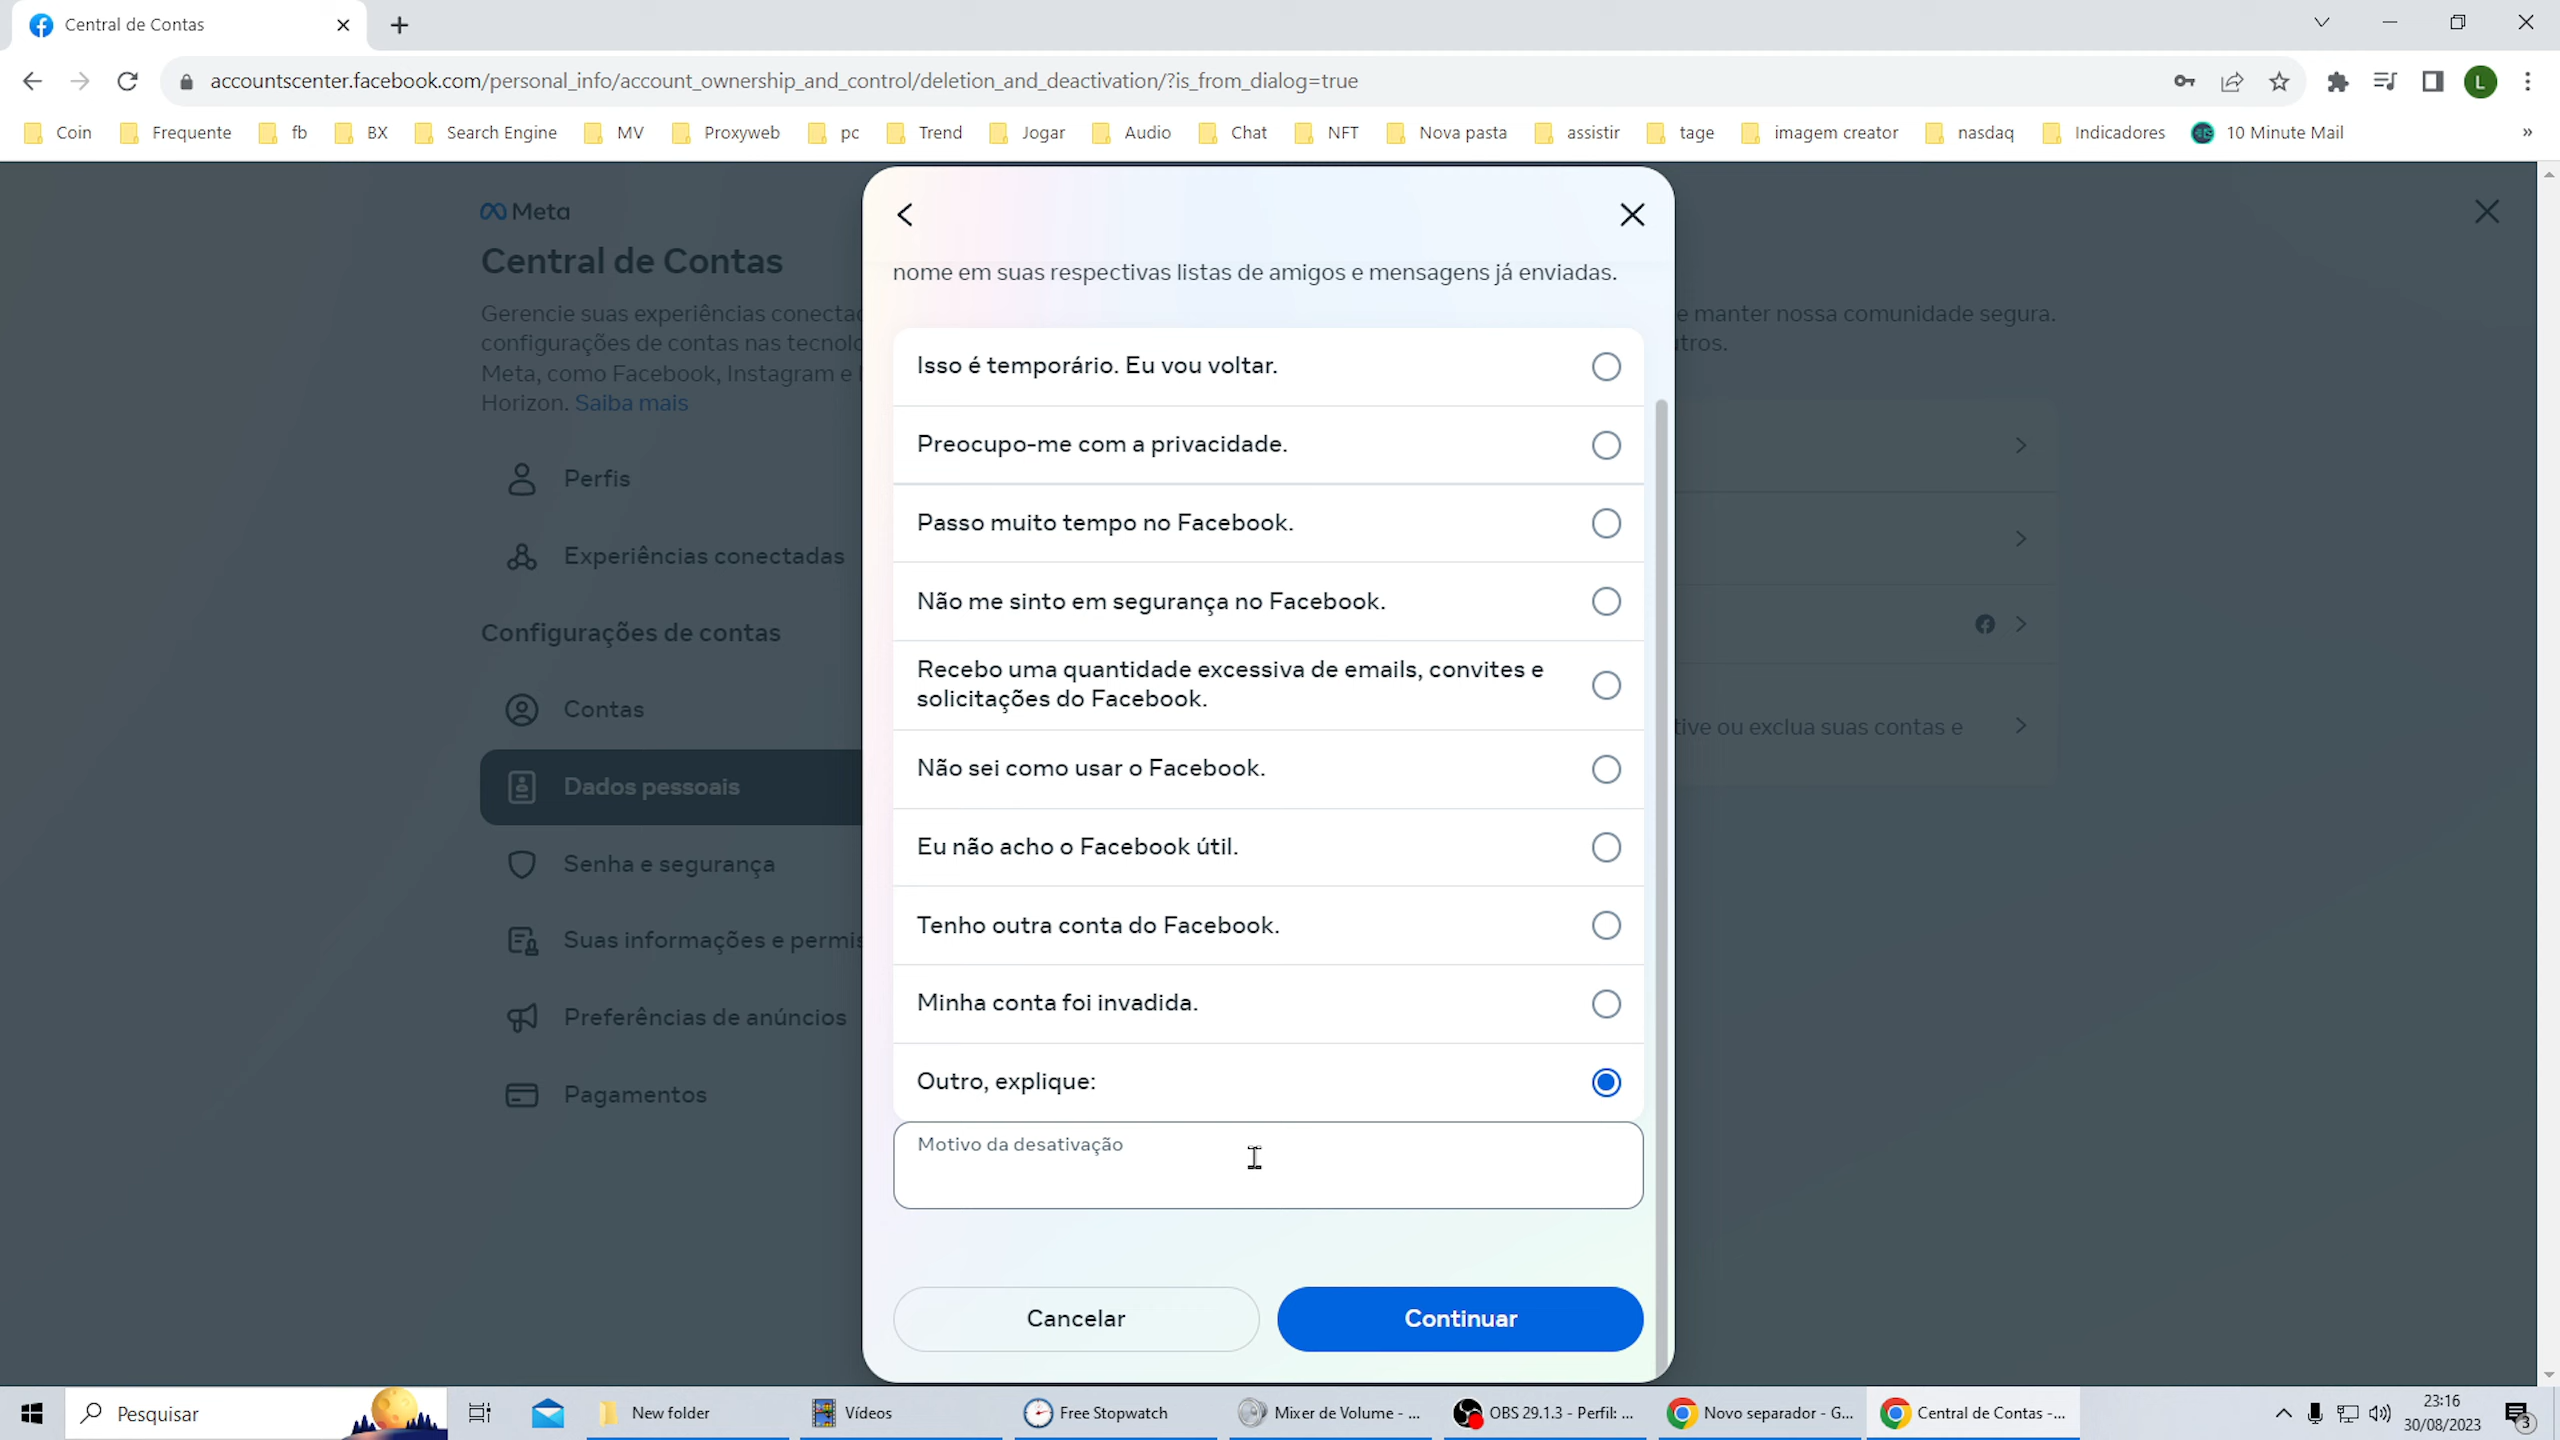 Central de Contas
accountscenter.facebook.com/personal_info/account_ownership_and_control/deletion_and_deactivation/?is_from_dialog=true
L
Coin
Frequente
fb
BX
Search Engine
MV
Proxyweb
pc
Trend
Jogar
Audio
Chat
NFT
Nova pasta
assistir
tage
imagem creator
nasdaq
Indicadores
10 Minute Mail
»
Meta
Central de Contas
Gerencie suas experiências conectad
configurações de contas nas tecnolo
Meta, como Facebook, Instagram e
Horizon. Saiba mais
Perfis
Experiências conectadas
Configurações de contas
Contas
Dados pessoais
Senha e segurança
Suas informações e permis
Preferências de anúncios
Pagamentos
nome em suas respectivas listas de amigos e mensagens já enviadas.
Isso é temporário. Eu vou voltar.
Preocupo-me com a privacidade.
Passo muito tempo no Facebook.
Não me sinto em segurança no Facebook.
Recebo uma quantidade excessiva de emails, convites e
solicitações do Facebook.
Não sei como usar o Facebook.
Eu não acho o Facebook útil.
Tenho outra conta do Facebook.
Minha conta foi invadida.
Outro, explique:
Motivo da desativação
Cancelar
Continuar
e manter nossa comunidade segura.
tros.
tive ou exclua suas contas e
Pesquisar
New folder
Vídeos
Free Stopwatch
Mixer de Volume - ...
OBS 29.1.3 - Perfil: ...
Novo separador - G...
Central de Contas -...
23:16
30/08/2023
3